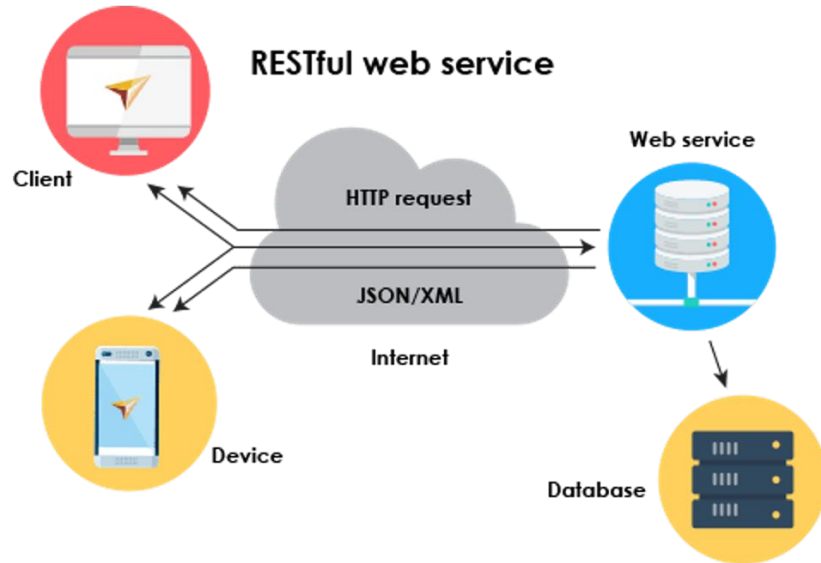 RESTful web service
Web service
Client
HTTP request
JSON/XML
Internet
Device
Database